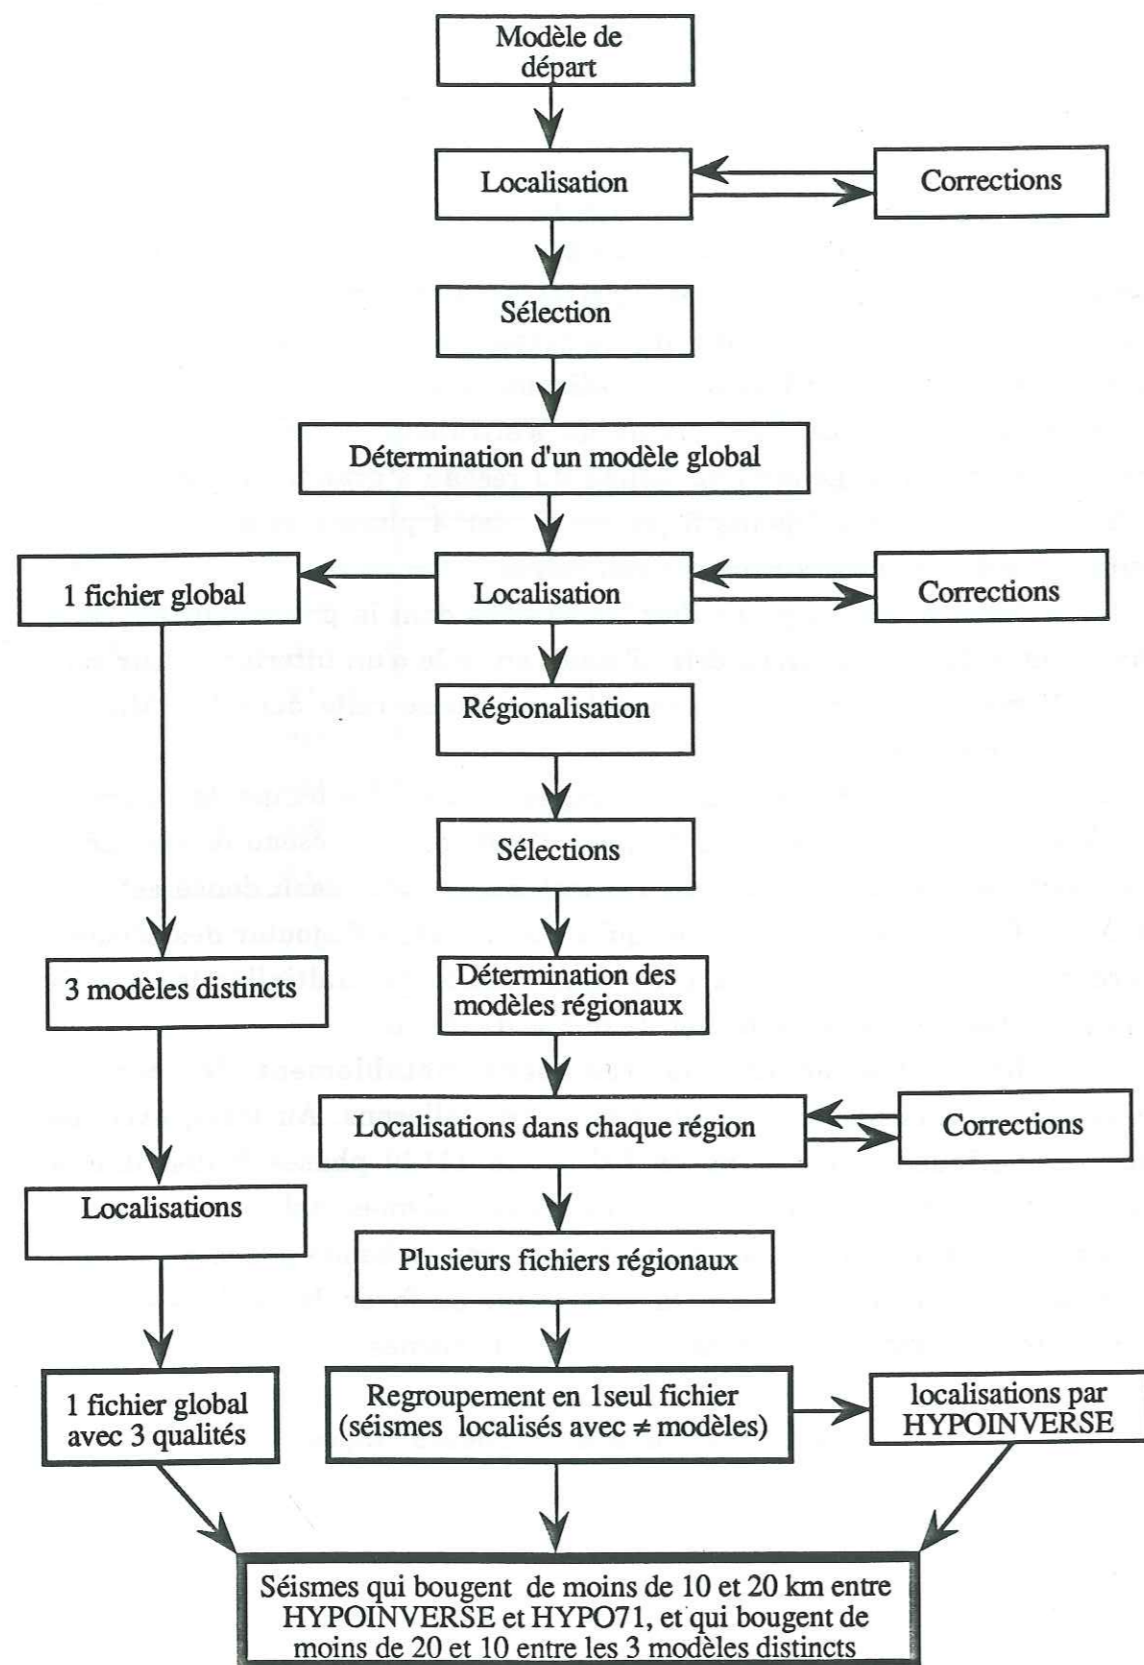 Modèle de
départ
Localisation
Corrections
Sélection
Détermination d'un modèle global
1 fichier global
Localisation
Corrections
Régionalisation
Sélections
3 modèles distincts
Détermination des
modèles régionaux
Localisations dans chaque région
Corrections
Localisations
Plusieurs fichiers régionaux
1 fichier global
avec 3 qualités
Regroupement en 1seul fichier
(séismes localisés avec ≠ modèles)
localisations par
HYPOINVERSE
Séismes qui bougent de moins de 10 et 20 km entre
HYPOINVERSE et HYPO71, et qui bougent de
moins de 20 et 10 entre les 3 modèles distincts